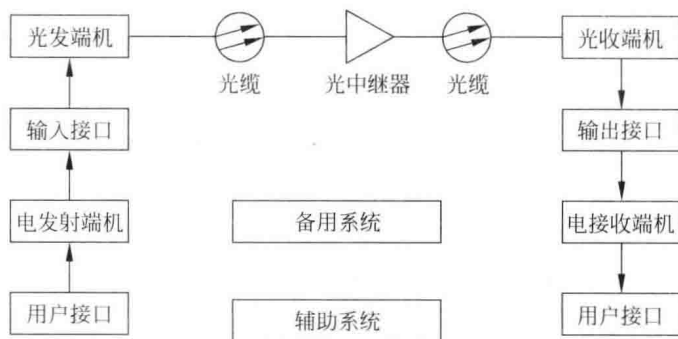 光发端机
光收端机
光缆
光中继器
光缆
输入接口
输出接口
电发射端机
备用系统
电接收端机
用户接口
辅助系统
用户接口